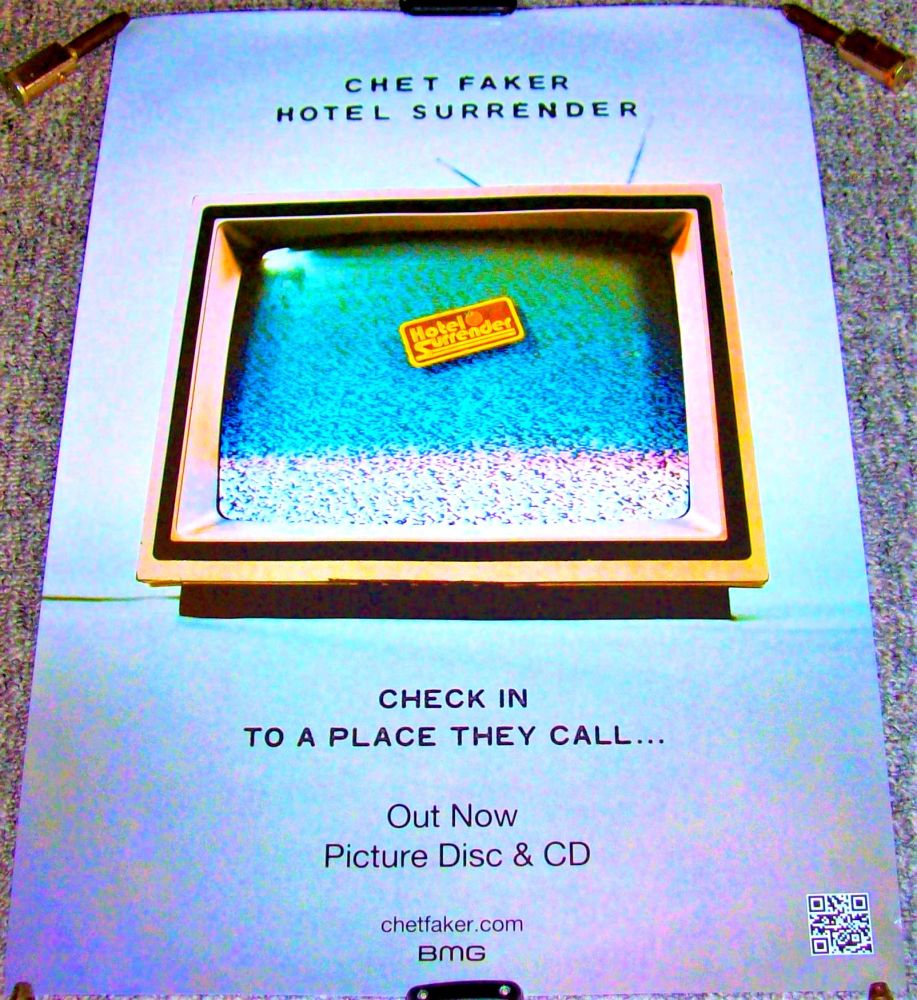 CHET FAKER
HOTEL SURRENDER
Hotel
Surrender
CHECK IN
TO A PLACE THEY CALL...
Out Now
Picture Disc & CD
chetfaker.com
BMG